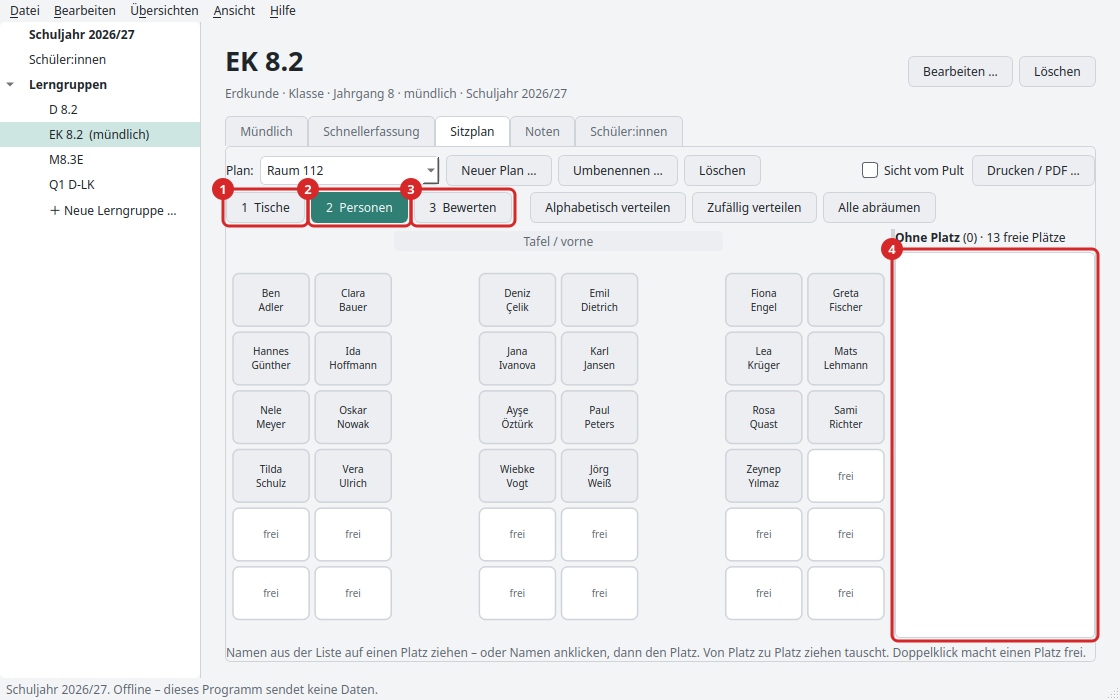 Datei Bearbeiten Übersichten Ansicht Hilfe
Schuljahr 2026/27
Schüler:innen
Lerngruppen
D 8.2
EK 8.2 (mündlich)
M8.3E
Q1 D-LK
+ Neue Lerngruppe ...
EK 8.2
Bearbeiten ... Löschen
Erdkunde · Klasse · Jahrgang 8 · mündlich · Schuljahr 2026/27
Mündlich Schnellerfassung Sitzplan Noten Schüler:innen
Plan: Raum 112 Neuer Plan ... Umbenennen ... Löschen Sicht vom Pult Drucken / PDF ...
1 2 3
1 Tische 2 Personen 3 Bewerten Alphabetisch verteilen Zufällig verteilen Alle abräumen
Tafel / vorne
Ohne Platz (0) · 13 freie Plätze
4
Ben Clara Deniz Emil Fiona Greta
Adler Bauer Çelik Dietrich Engel Fischer
Hannes Ida Jana Karl Lea Mats
Günther Hoffmann Ivanova Jansen Krüger Lehmann
Nele Oskar Ayşe Paul Rosa Sami
Meyer Nowak Öztürk Peters Quast Richter
Tilda Vera Wiebke Jörg Zeynep frei
Schulz Ulrich Vogt Weiß Yılmaz
frei frei frei frei frei frei
frei frei frei frei frei frei
Namen aus der Liste auf einen Platz ziehen – oder Namen anklicken, dann den Platz. Von Platz zu Platz ziehen tauscht. Doppelklick macht einen Platz frei.
Schuljahr 2026/27. Offline – dieses Programm sendet keine Daten.